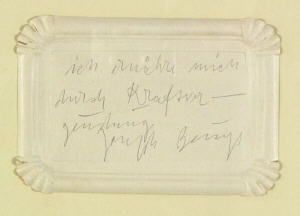 ich ernähre mich
durch Kraftver—
geudung
Joseph Beuys